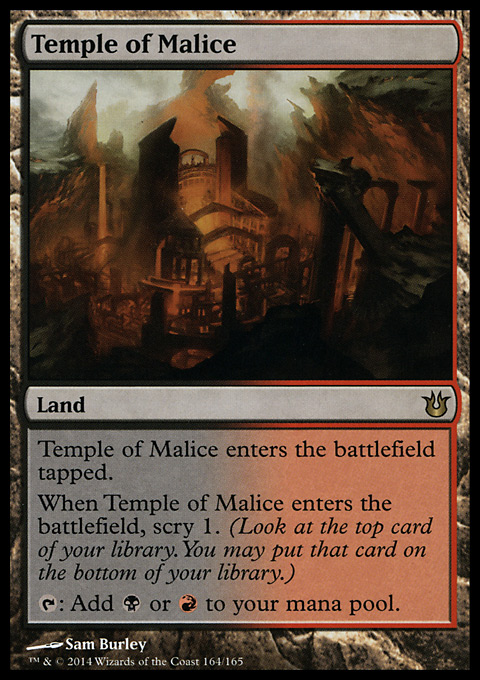 Temple of Malice
Land
Temple of Malice enters the battlefield
tapped.
When Temple of Malice enters the
battlefield, scry 1. (Look at the top card
of your library. You may put that card on
the bottom of your library.)
: Add or to your mana pool.
Sam Burley
™ & © 2014 Wizards of the Coast 164/165